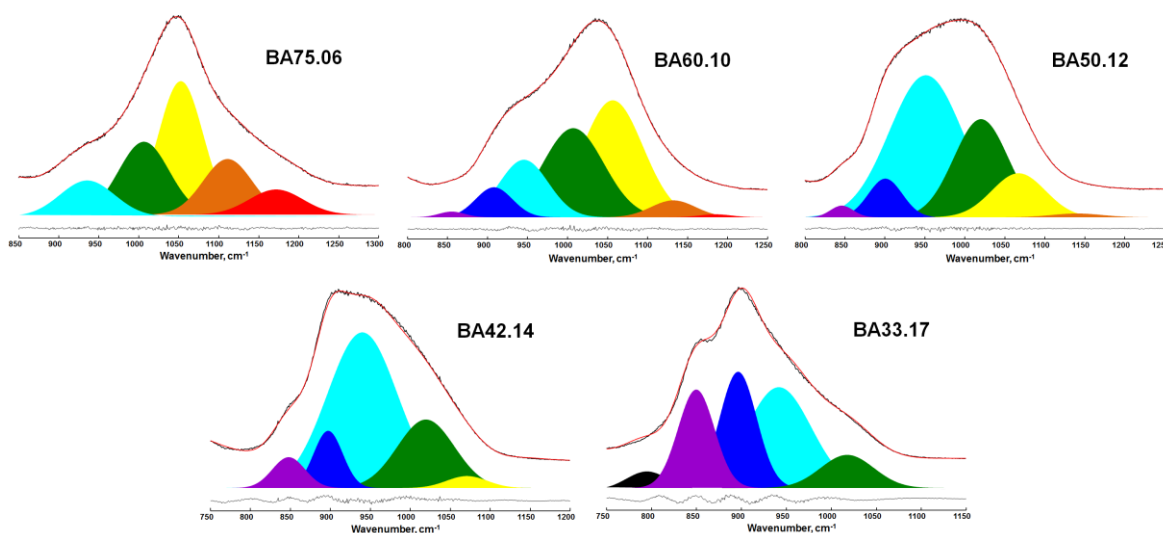 BA75.06
850 900 950 1000 1050 1100 1150 1200 1250 1300
Wavenumber, cm⁻¹
BA60.10
800 850 900 950 1000 1050 1100 1150 1200 1250
Wavenumber, cm⁻¹
BA50.12
800 850 900 950 1000 1050 1100 1150 1200 1250
Wavenumber, cm⁻¹
BA42.14
750 800 850 900 950 1000 1050 1100 1150 1200
Wavenumber, cm⁻¹
BA33.17
750 800 850 900 950 1000 1050 1100 1150
Wavenumber, cm⁻¹